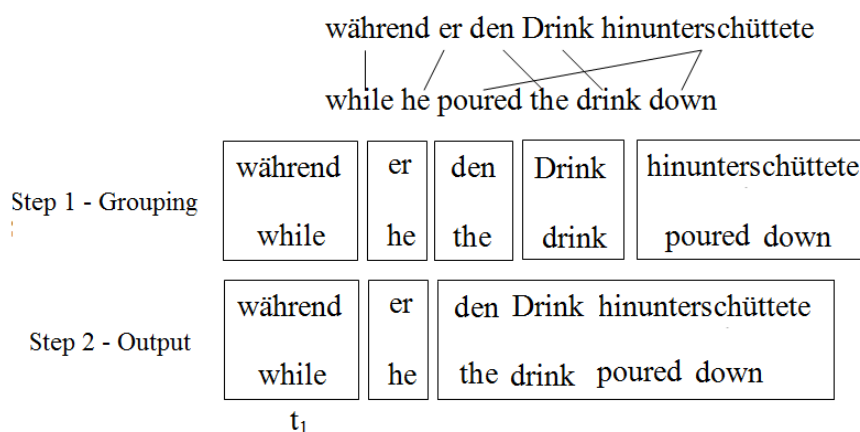 während er den Drink hinunterschüttete
while he poured the drink down
während er den Drink hinunterschüttete
Step 1 - Grouping
while he the drink poured down
während er den Drink hinunterschüttete
Step 2 - Output
while he the drink poured down
t₁